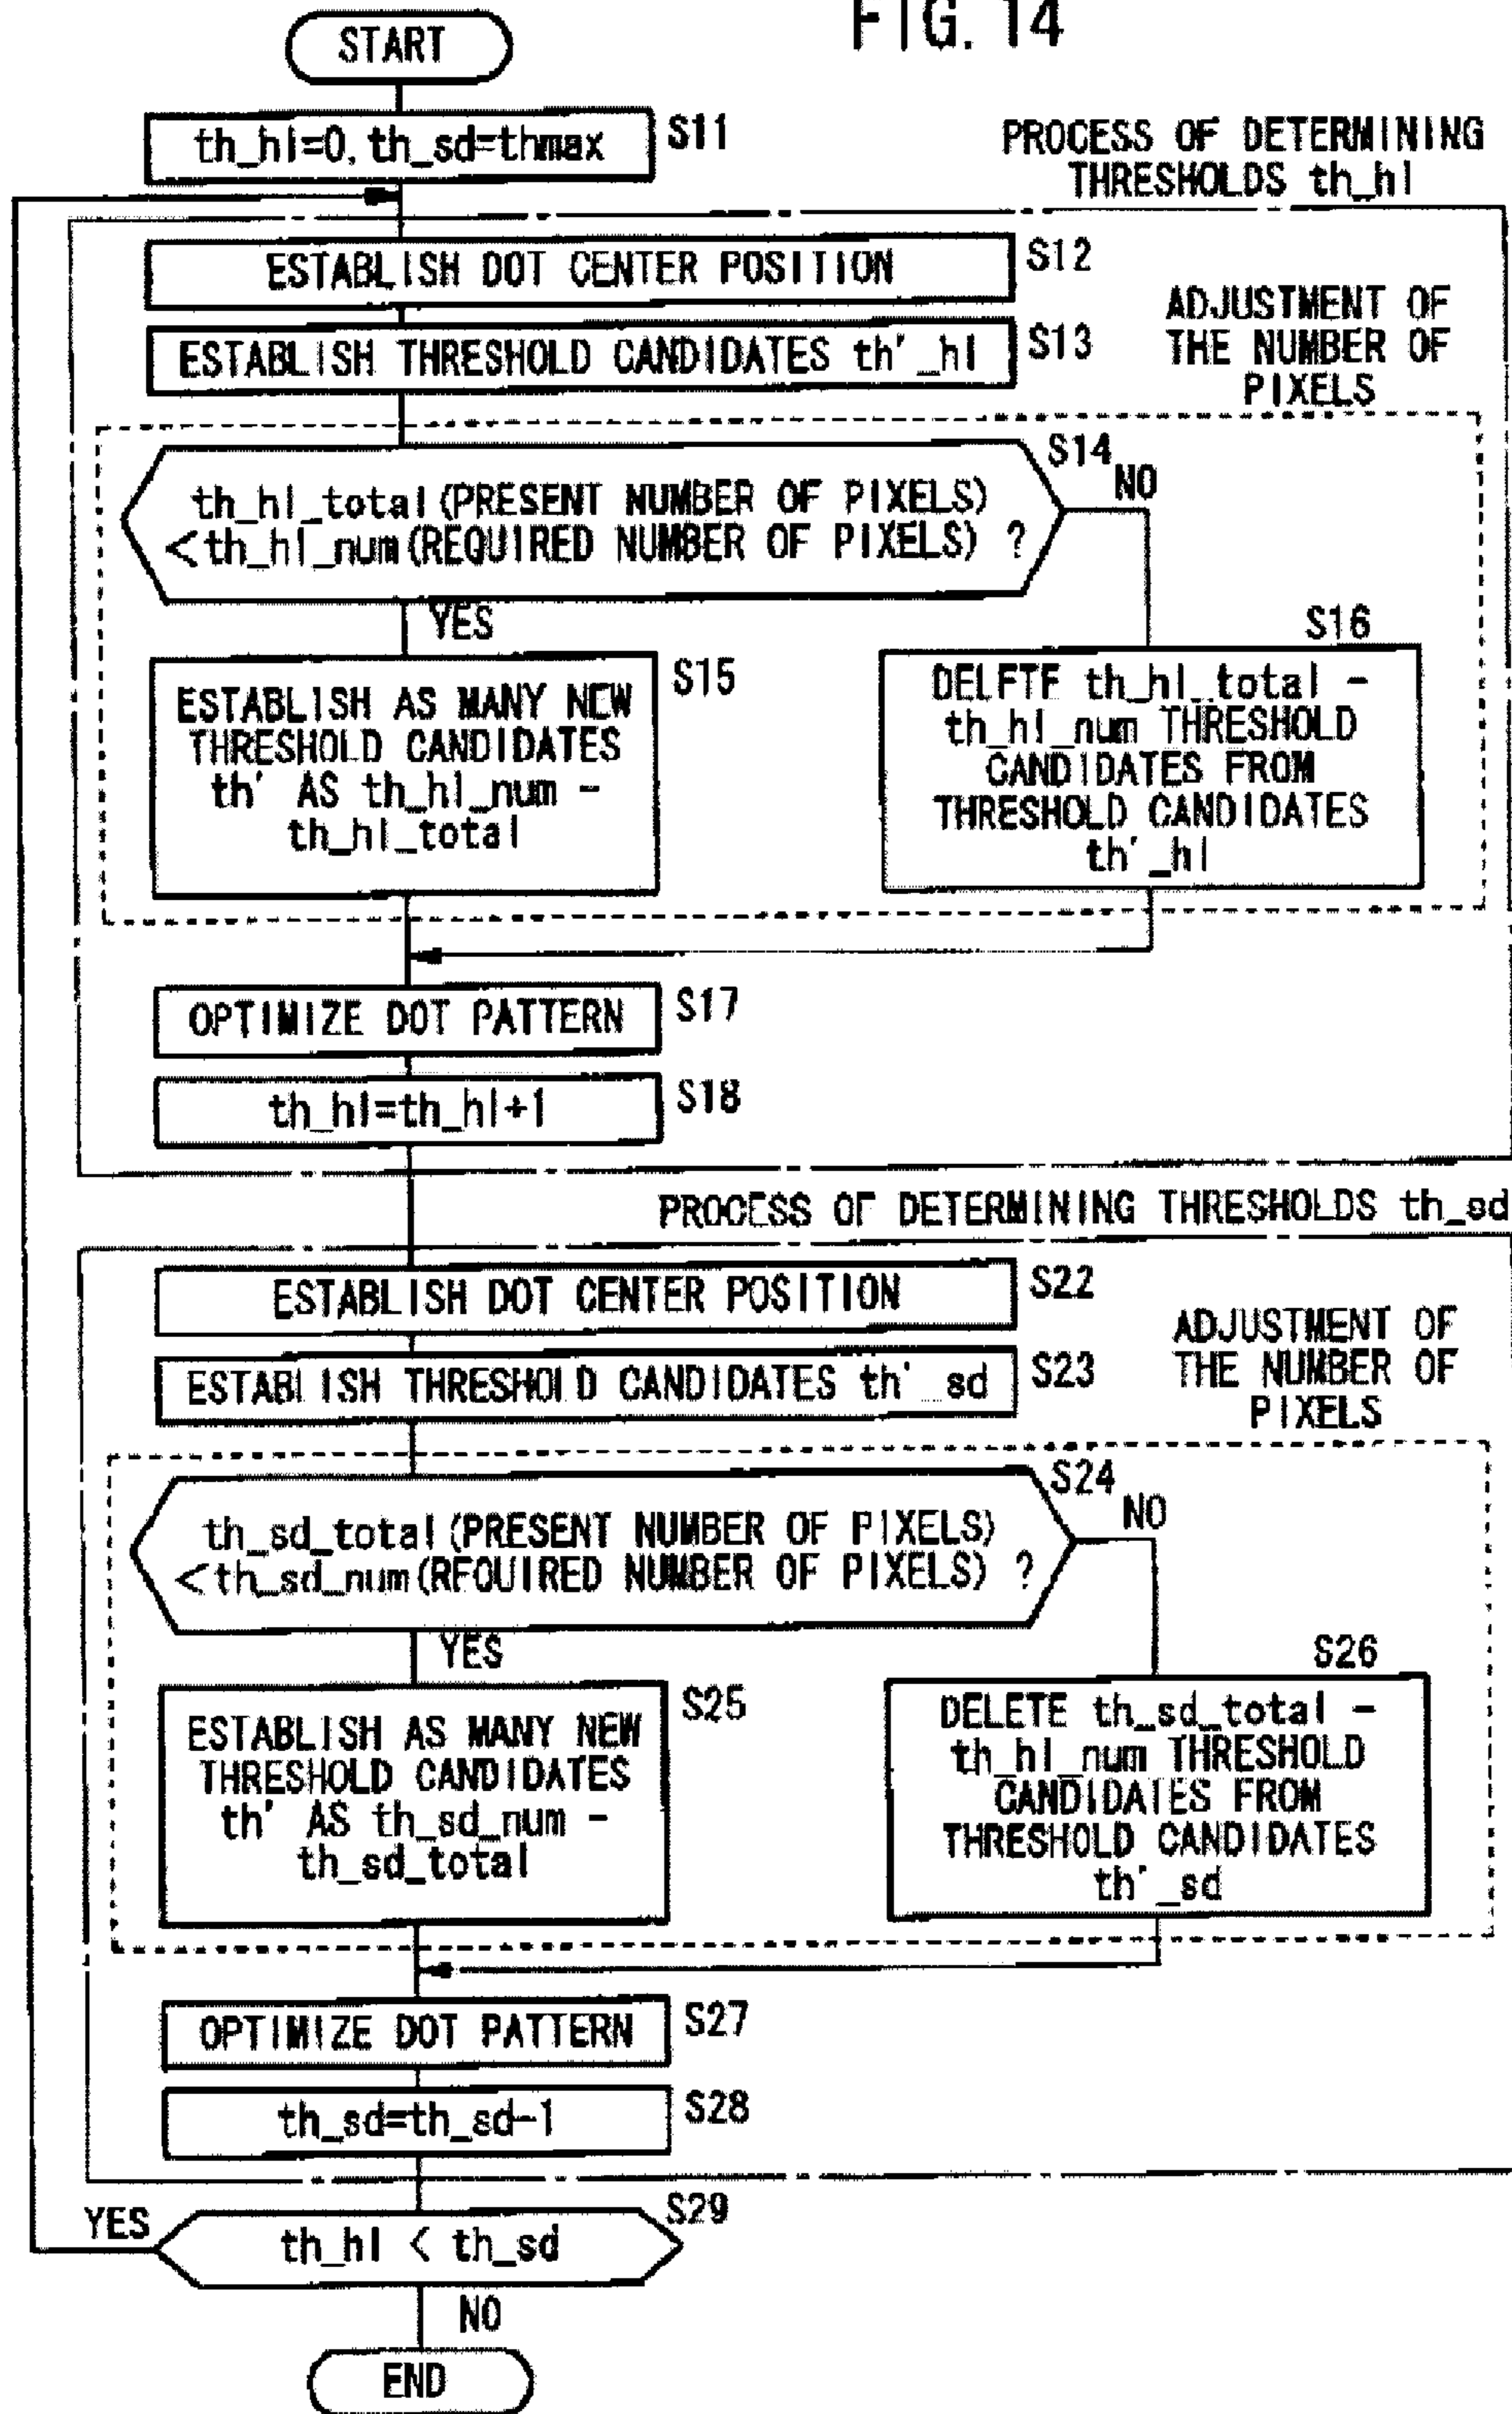 FIG. 14
START
th_hl=0, th_sd=thmax
S11
PROCESS OF DETERMINING
THRESHOLDS th_hl
ESTABLISH DOT CENTER POSITION
S12
ESTABLISH THRESHOLD CANDIDATES th'_hl
S13
ADJUSTMENT OF
THE NUMBER OF
PIXELS
S14
th_hl_total(PRESENT NUMBER OF PIXELS)
<th_hl_num(REQUIRED NUMBER OF PIXELS) ?
NO
YES
S15
ESTABLISH AS MANY NEW
THRESHOLD CANDIDATES
th' AS th_hl_num -
th_hl_total
S16
DELETE th_hl_total -
th_hl_num THRESHOLD
CANDIDATES FROM
THRESHOLD CANDIDATES
th'_hl
OPTIMIZE DOT PATTERN
S17
th_hl=th_hl+1
S18
PROCESS OF DETERMINING THRESHOLDS th_sd
ESTABLISH DOT CENTER POSITION
S22
ESTABLISH THRESHOLD CANDIDATES th'_sd
S23
ADJUSTMENT OF
THE NUMBER OF
PIXELS
S24
th_sd_total(PRESENT NUMBER OF PIXELS)
<th_sd_num(REQUIRED NUMBER OF PIXELS) ?
NO
YES
S25
ESTABLISH AS MANY NEW
THRESHOLD CANDIDATES
th' AS th_sd_num -
th_sd_total
S26
DELETE th_sd_total -
th_hl_num THRESHOLD
CANDIDATES FROM
THRESHOLD CANDIDATES
th'_sd
OPTIMIZE DOT PATTERN
S27
th_sd=th_sd-1
S28
S29
YES
th_hl < th_sd
NO
END